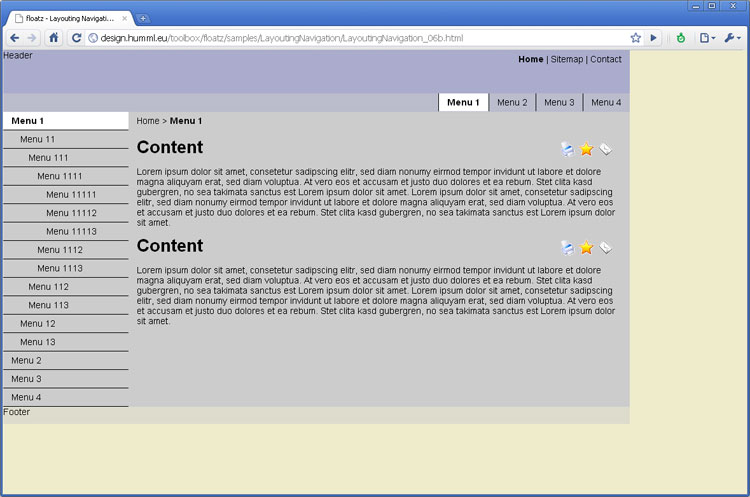 floatz - Layouting Navigati...
design.humml.eu/toolbox/floatz/samples/LayoutingNavigation/LayoutingNavigation_06b.html
Header
Home | Sitemap | Contact
Menu 1
Menu 2
Menu 3
Menu 4
Menu 1
Menu 11
Menu 111
Menu 1111
Menu 11111
Menu 11112
Menu 11113
Menu 1112
Menu 1113
Menu 112
Menu 113
Menu 12
Menu 13
Menu 2
Menu 3
Menu 4
Home > Menu 1
Content
Lorem ipsum dolor sit amet, consetetur sadipscing elitr, sed diam nonumy eirmod tempor invidunt ut labore et dolore
magna aliquyam erat, sed diam voluptua. At vero eos et accusam et justo duo dolores et ea rebum. Stet clita kasd
gubergren, no sea takimata sanctus est Lorem ipsum dolor sit amet. Lorem ipsum dolor sit amet, consetetur sadipscing
elitr, sed diam nonumy eirmod tempor invidunt ut labore et dolore magna aliquyam erat, sed diam voluptua. At vero eos
et accusam et justo duo dolores et ea rebum. Stet clita kasd gubergren, no sea takimata sanctus est Lorem ipsum dolor
sit amet.
Content
Lorem ipsum dolor sit amet, consetetur sadipscing elitr, sed diam nonumy eirmod tempor invidunt ut labore et dolore
magna aliquyam erat, sed diam voluptua. At vero eos et accusam et justo duo dolores et ea rebum. Stet clita kasd
gubergren, no sea takimata sanctus est Lorem ipsum dolor sit amet. Lorem ipsum dolor sit amet, consetetur sadipscing
elitr, sed diam nonumy eirmod tempor invidunt ut labore et dolore magna aliquyam erat, sed diam voluptua. At vero eos
et accusam et justo duo dolores et ea rebum. Stet clita kasd gubergren, no sea takimata sanctus est Lorem ipsum dolor
sit amet.
Footer